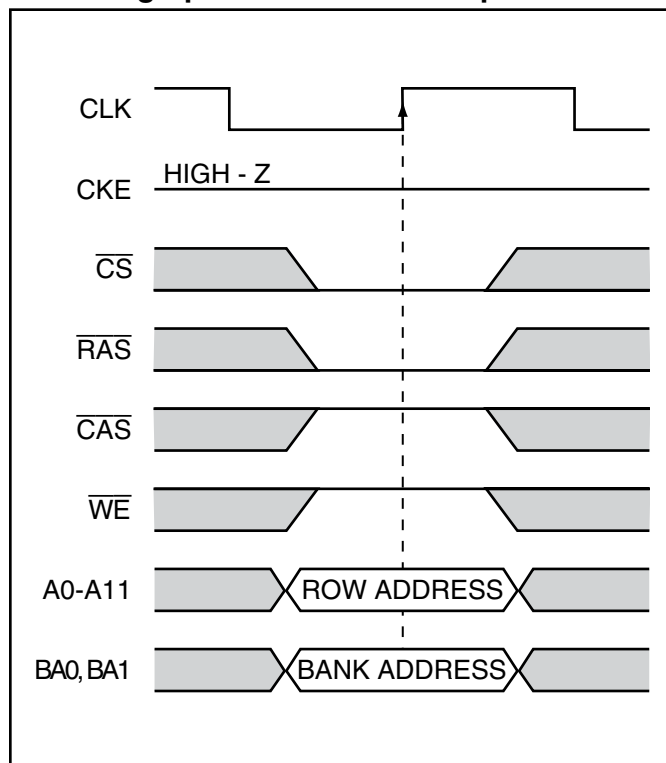 CLK
HIGH - Z
CKE
CS
RAS
CAS
WE
A0-A11 ROW ADDRESS
BA0, BA1 BANK ADDRESS